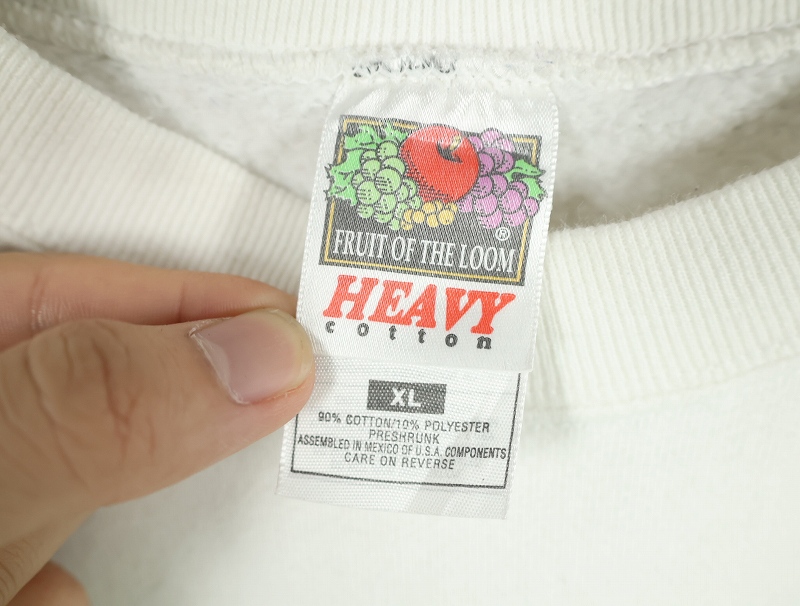 FRUIT OF THE LOOM®
HEAVY
cotton
XL
90% COTTON/10% POLYESTER
PRESHRUNK
ASSEMBLED IN MEXICO OF U.S.A. COMPONENTS
CARE ON REVERSE